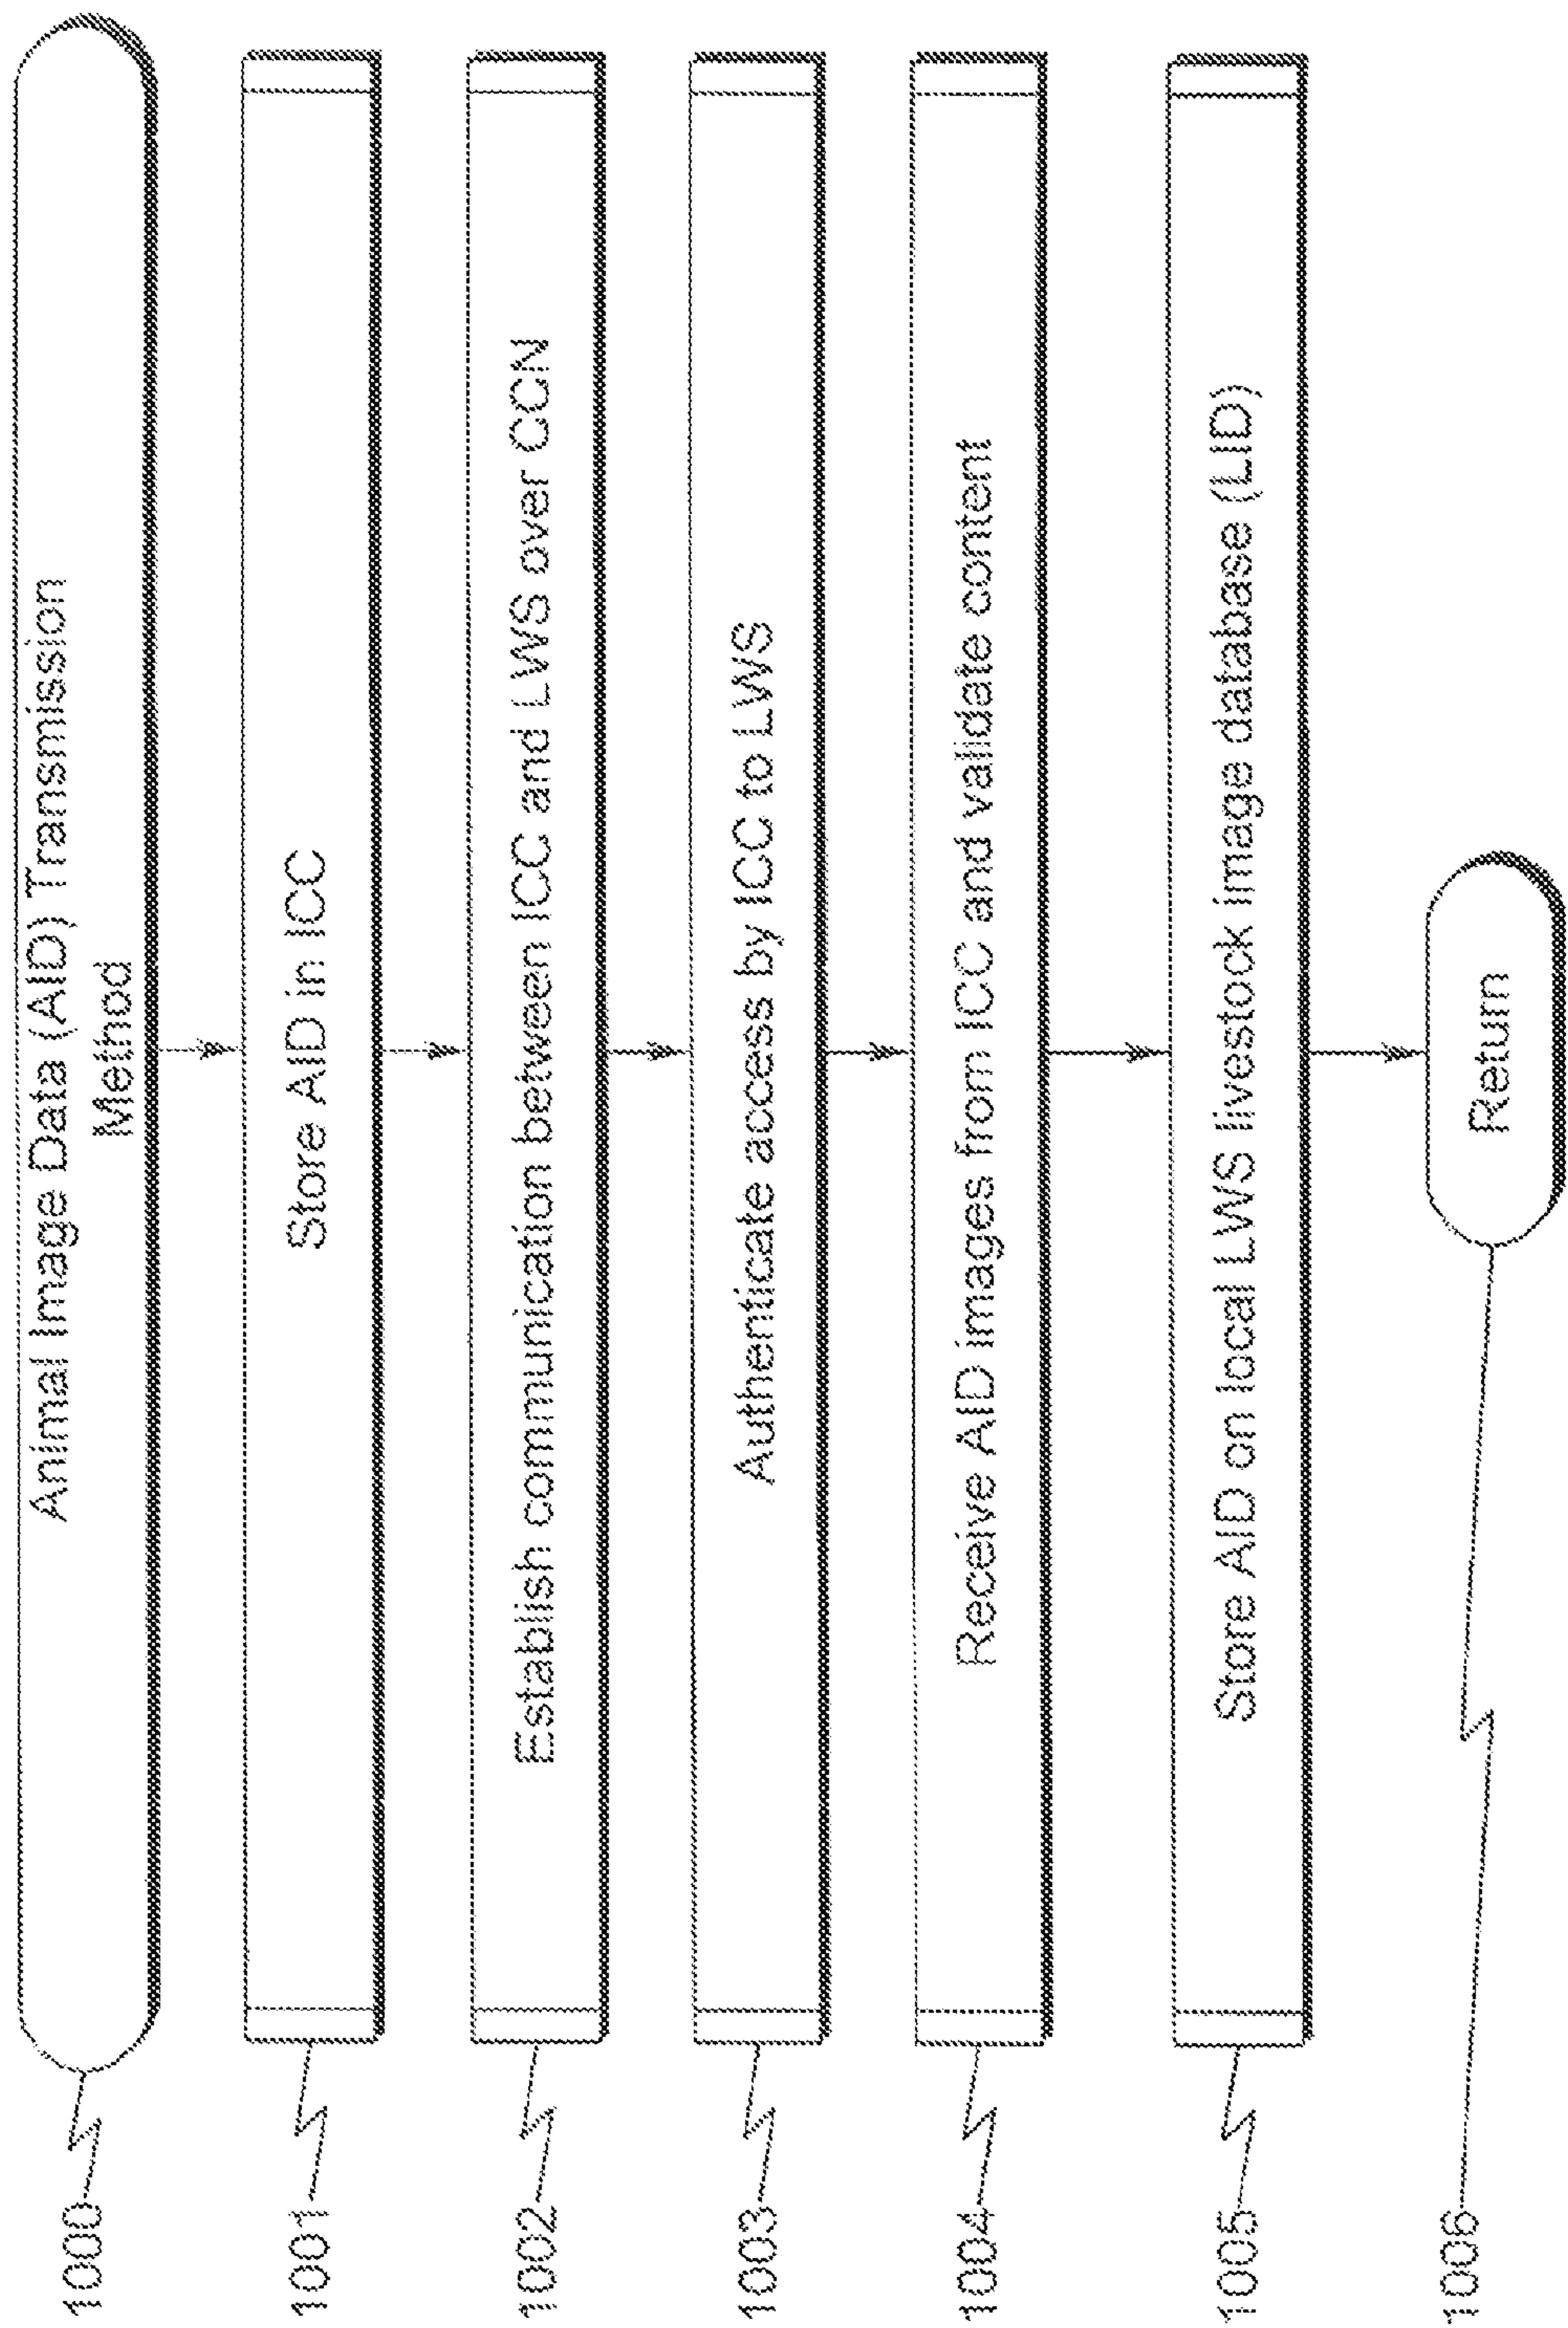 Animal Image Data (AID) Transmission
Method
1000
Store AID in ICC
1001
Establish communication between ICC and LWS over CCN
1002
Authenticate access by ICC to LWS
1003
Receive AID images from ICC and validate content
1004
Store AID on local LWS livestock image database (LID)
1005
Return
1006